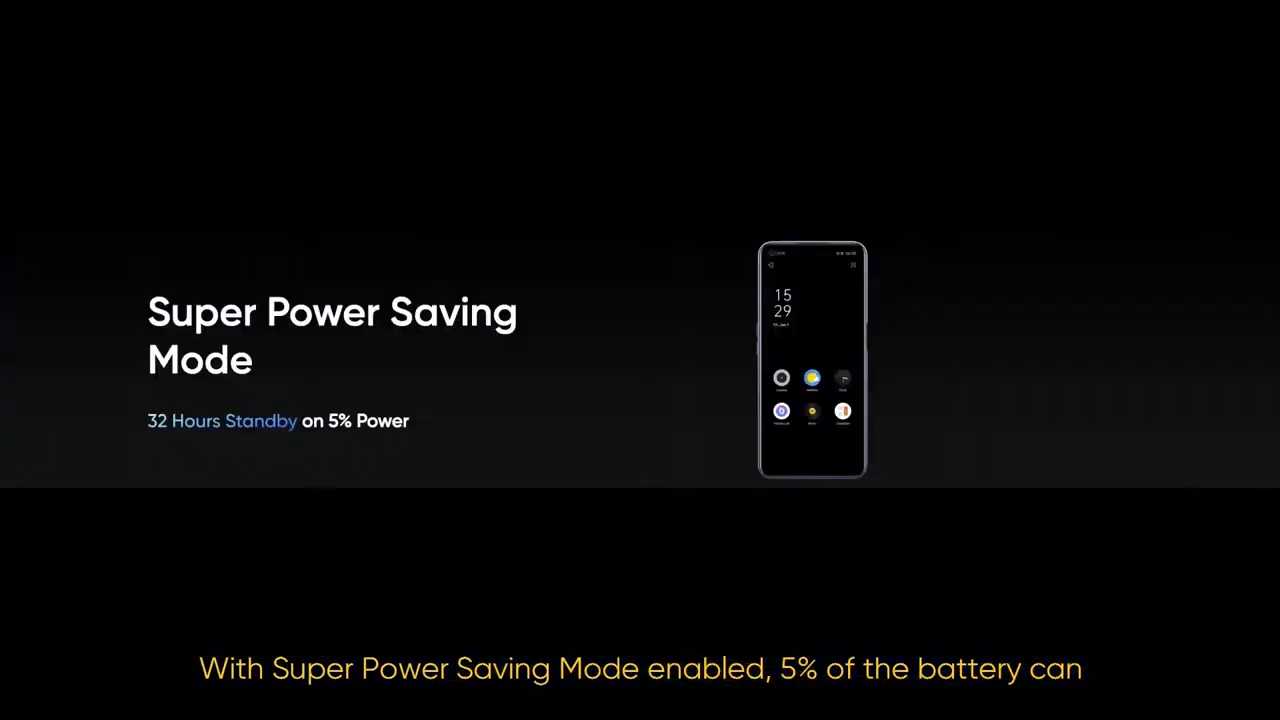 Super Power Saving
Mode
32 Hours Standby on 5% Power
15
29
With Super Power Saving Mode enabled, 5% of the battery can